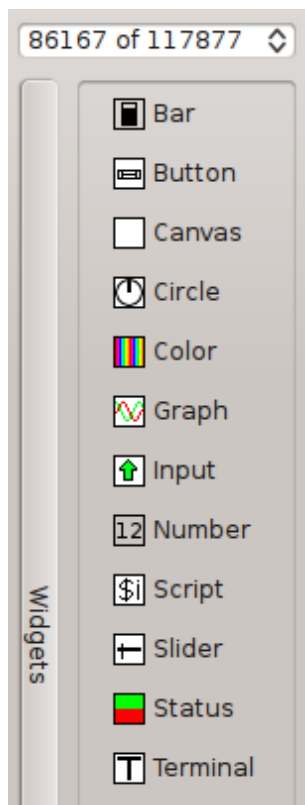 86167 of 117877
Widgets
Bar
Button
Canvas
Circle
Color
Graph
Input
12 Number
$i Script
Slider
Status
T Terminal